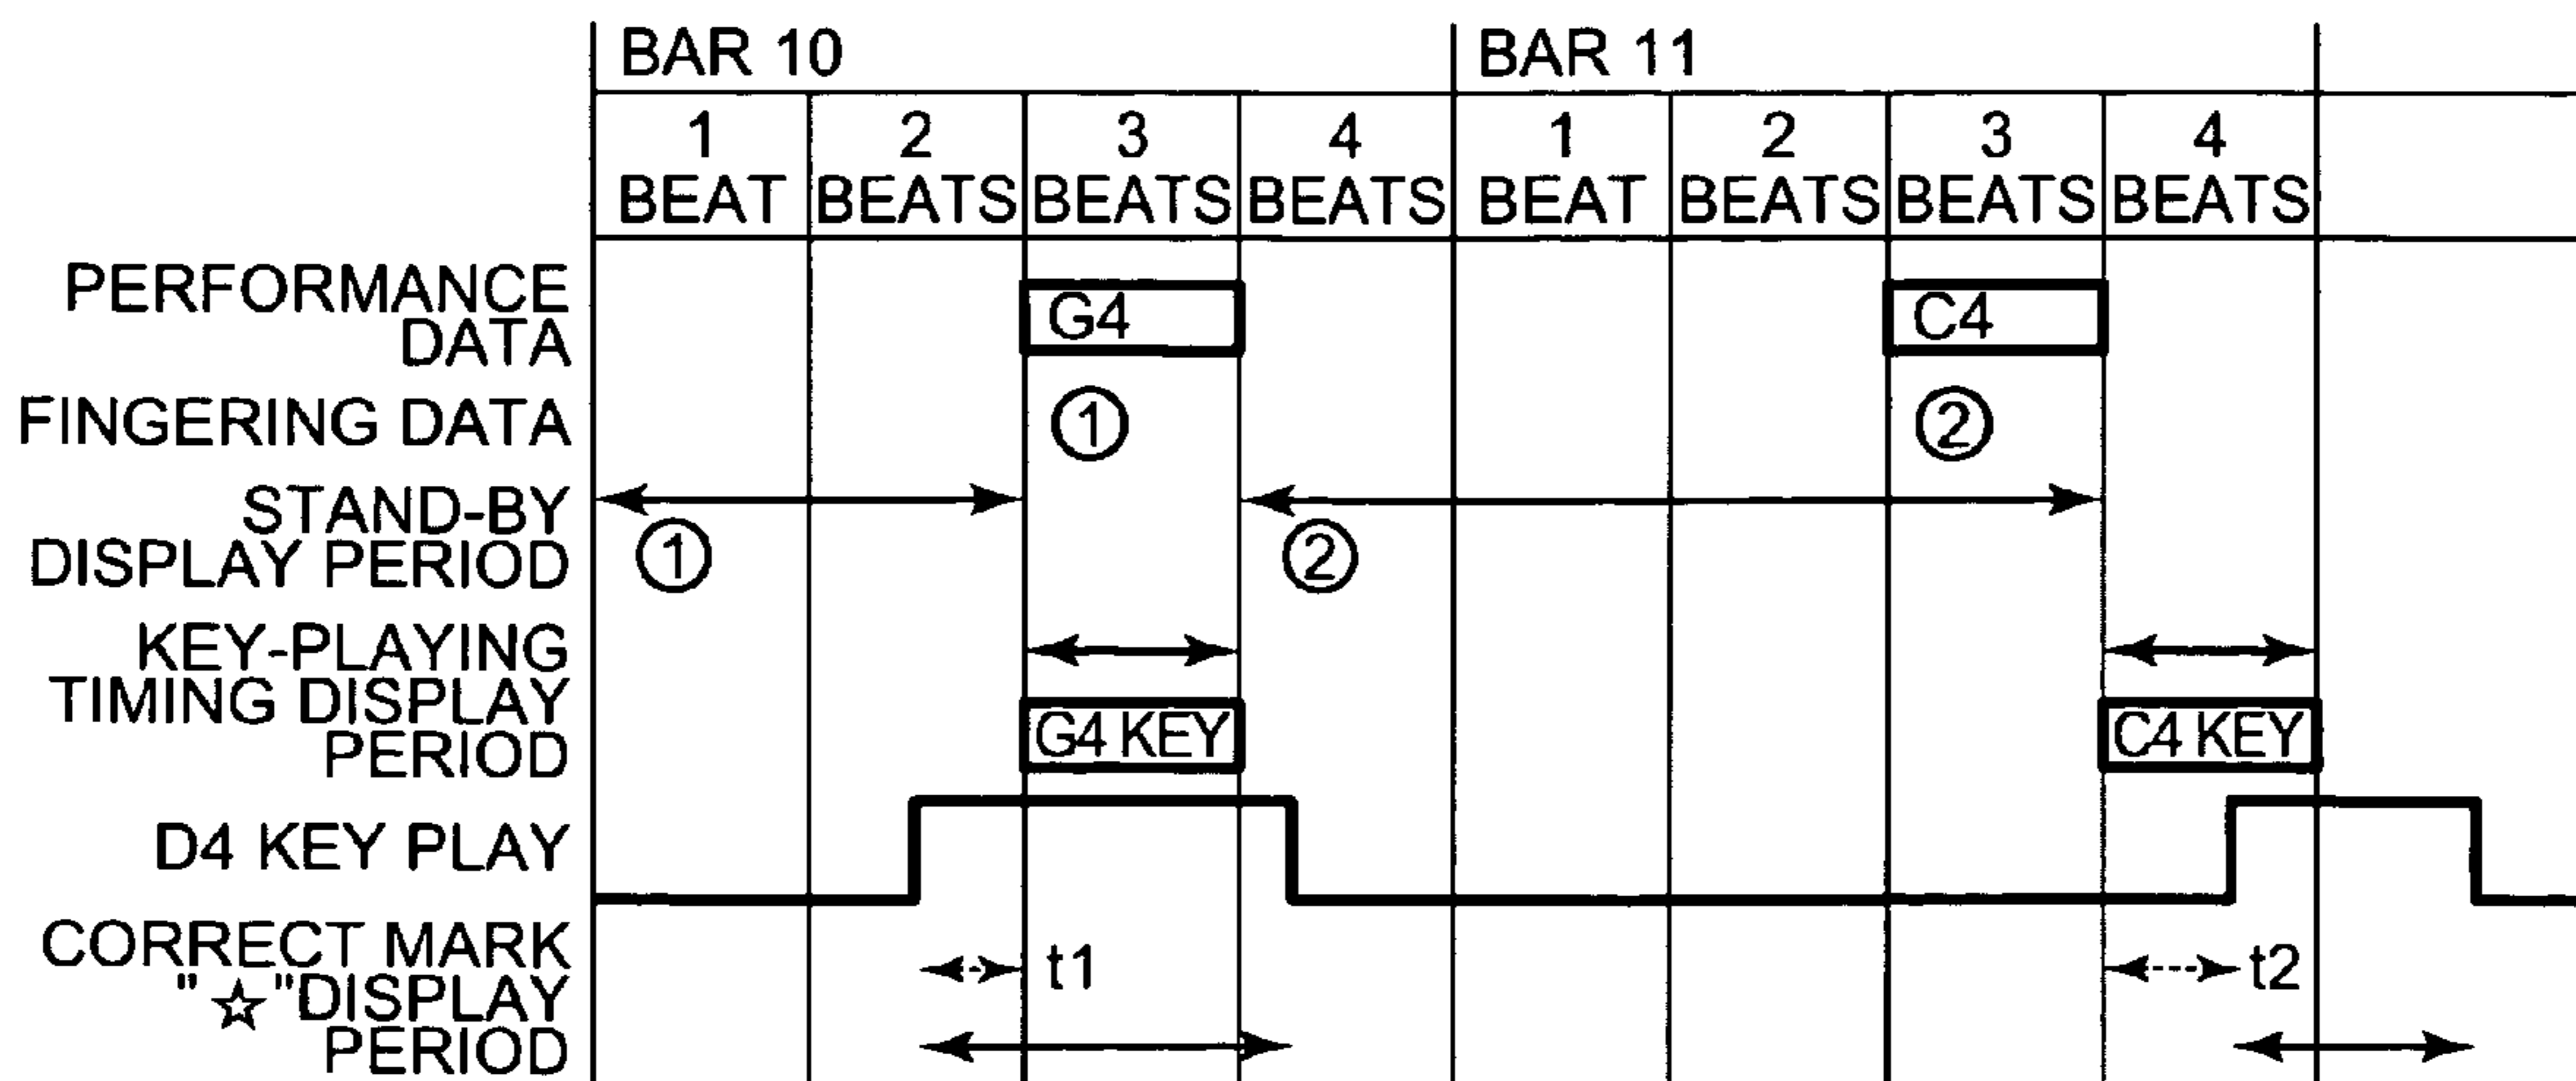 BAR 10 BAR 11
1 2 3 4 1 2 3 4
BEAT BEATS BEATS BEATS BEAT BEATS BEATS BEATS
PERFORMANCE
DATA
G4 C4
FINGERING DATA ① ②
STAND-BY
DISPLAY PERIOD ① ②
KEY-PLAYING
TIMING DISPLAY
PERIOD
G4 KEY C4 KEY
D4 KEY PLAY
CORRECT MARK
"☆"DISPLAY
PERIOD
t1 t2